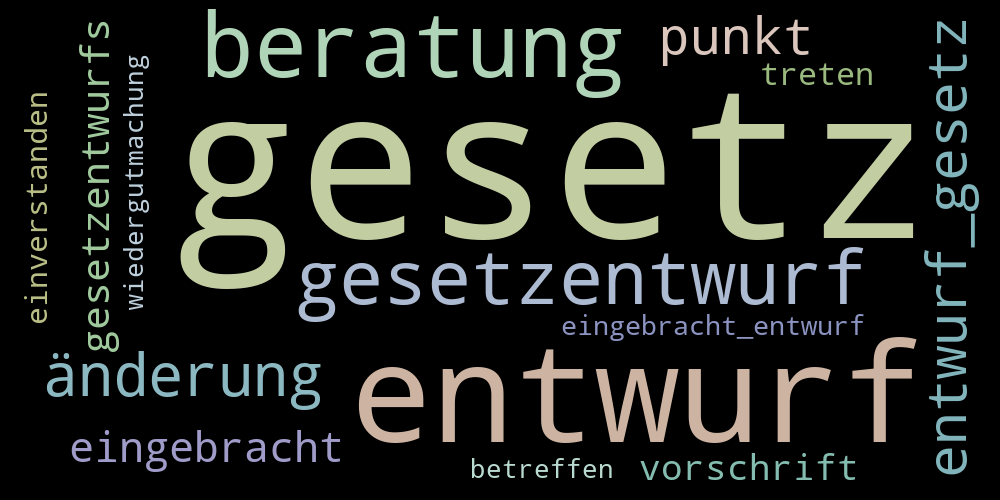 beratung
punkt
treten
gesetz
gesetzentwurf
eingebracht_entwurf
entwurf
änderung
eingebracht
betreffen
vorschrift
einverstanden
gesetzentwurfs
wiedergutmachung
entwurf_gesetz